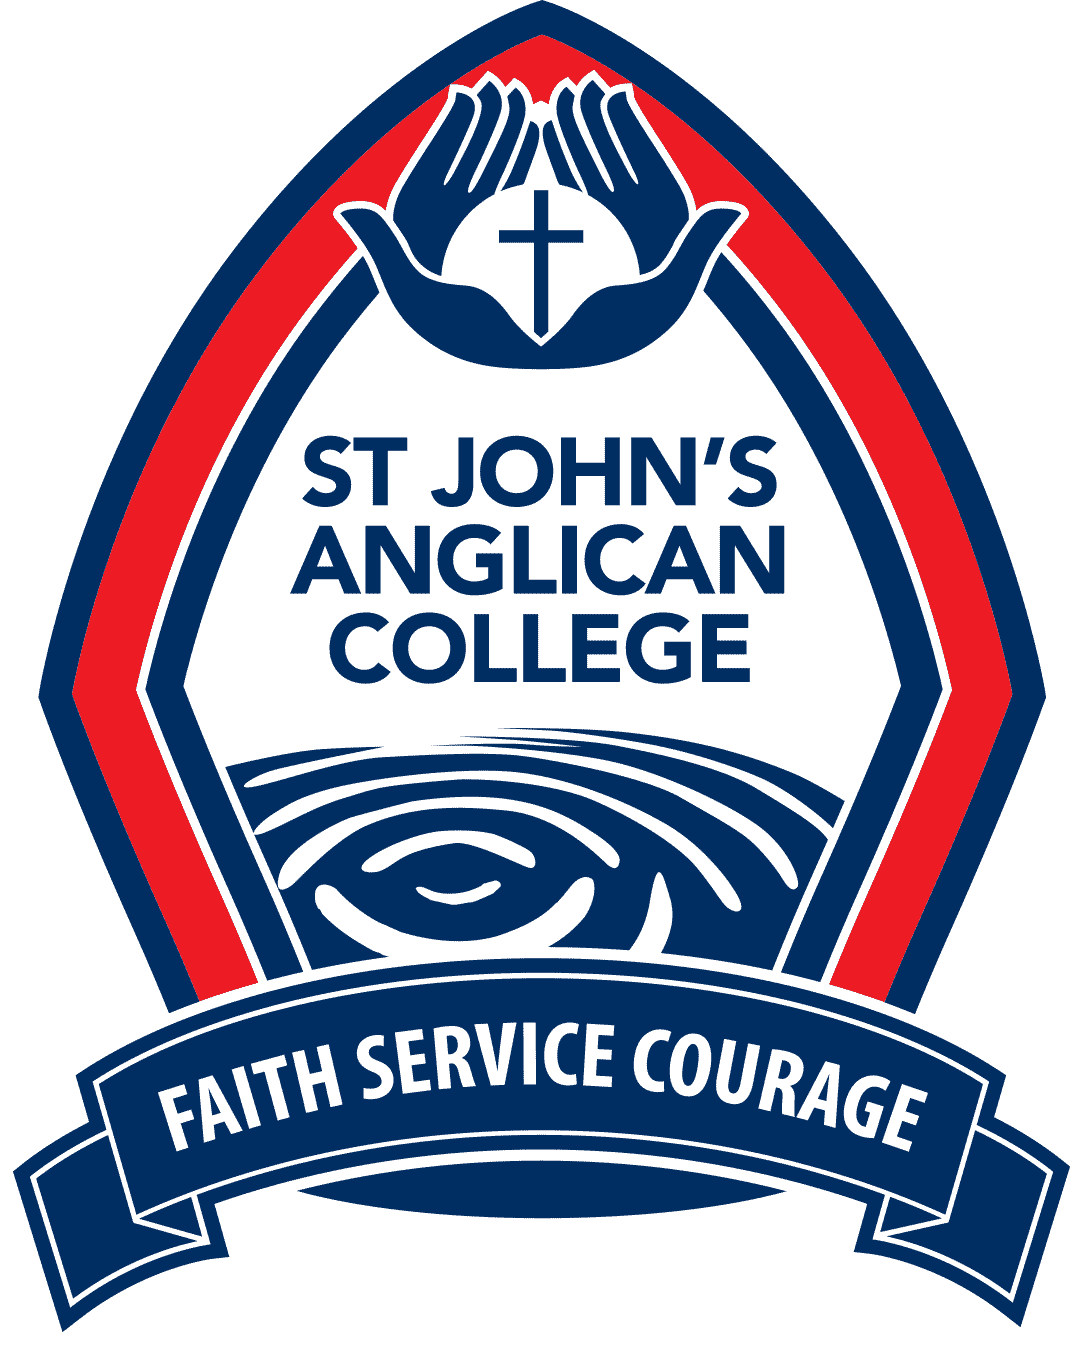 ST JOHN'S
ANGLICAN
COLLEGE
FAITH SERVICE COURAGE